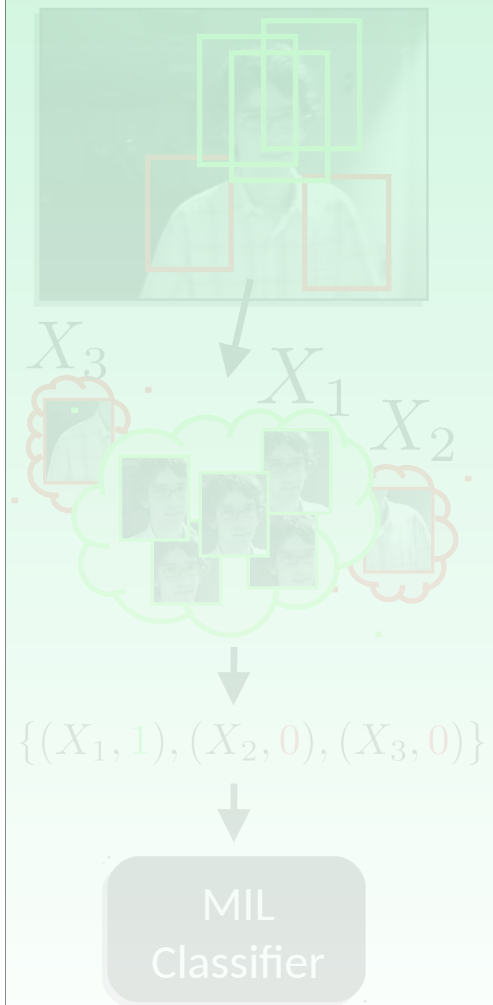 X₃
X₁
X₂
{(X₁, 1), (X₂, 0), (X₃, 0)}
MIL
Classifier